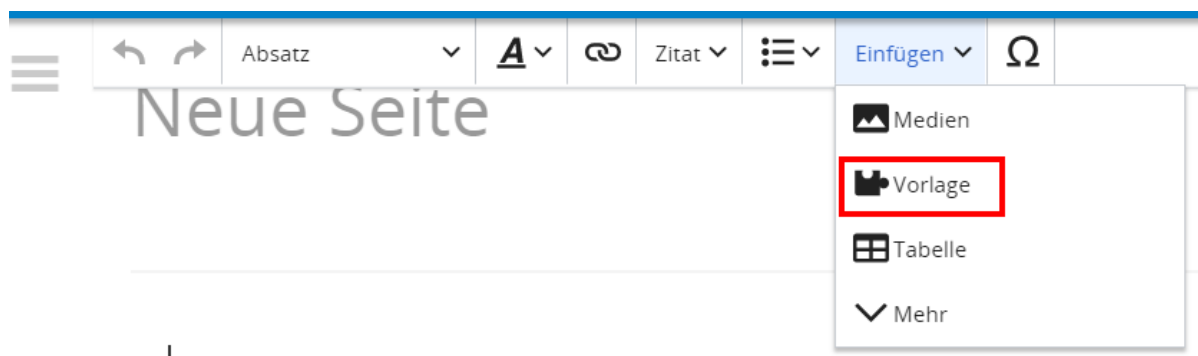 Absatz A Zitat Einfügen Ω
Neue Seite
Medien
Vorlage
Tabelle
Mehr